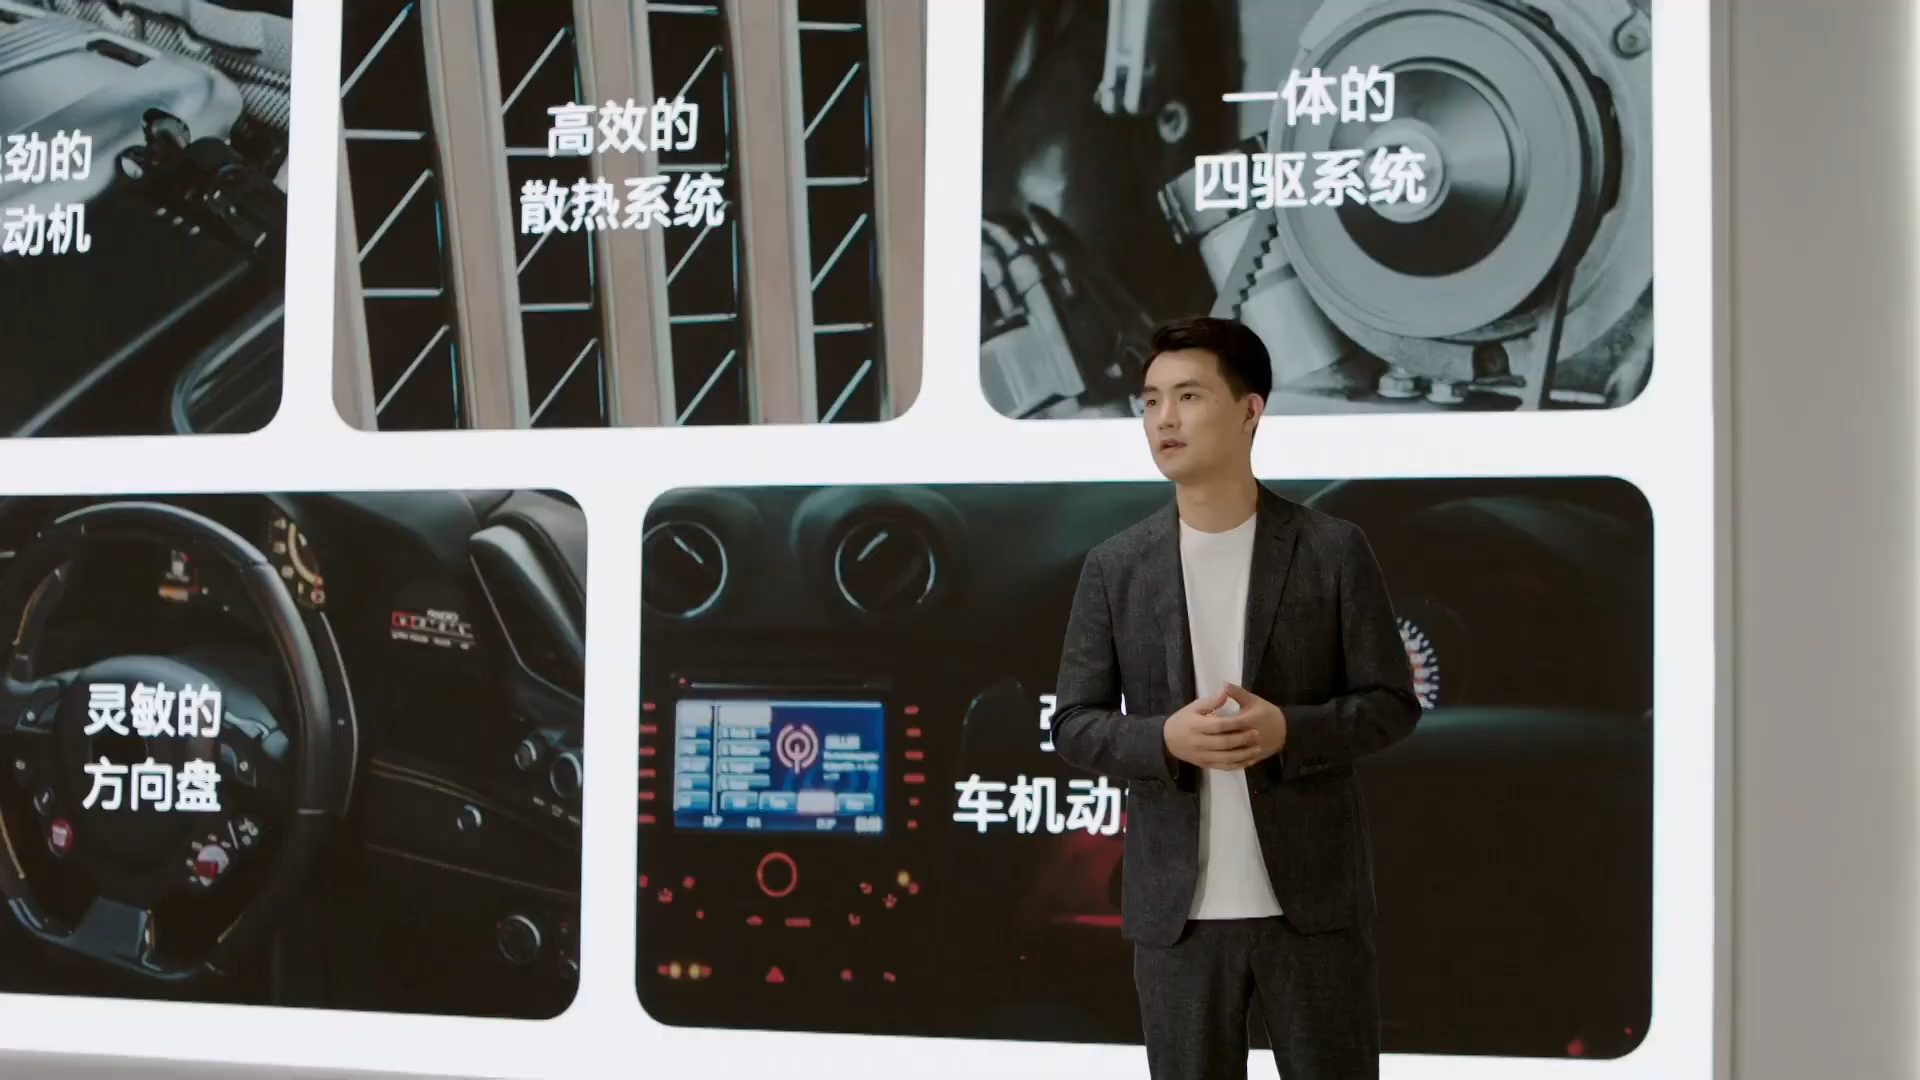 劲的
动机
高效的
散热系统
一体的
四驱系统
灵敏的
方向盘
车机动